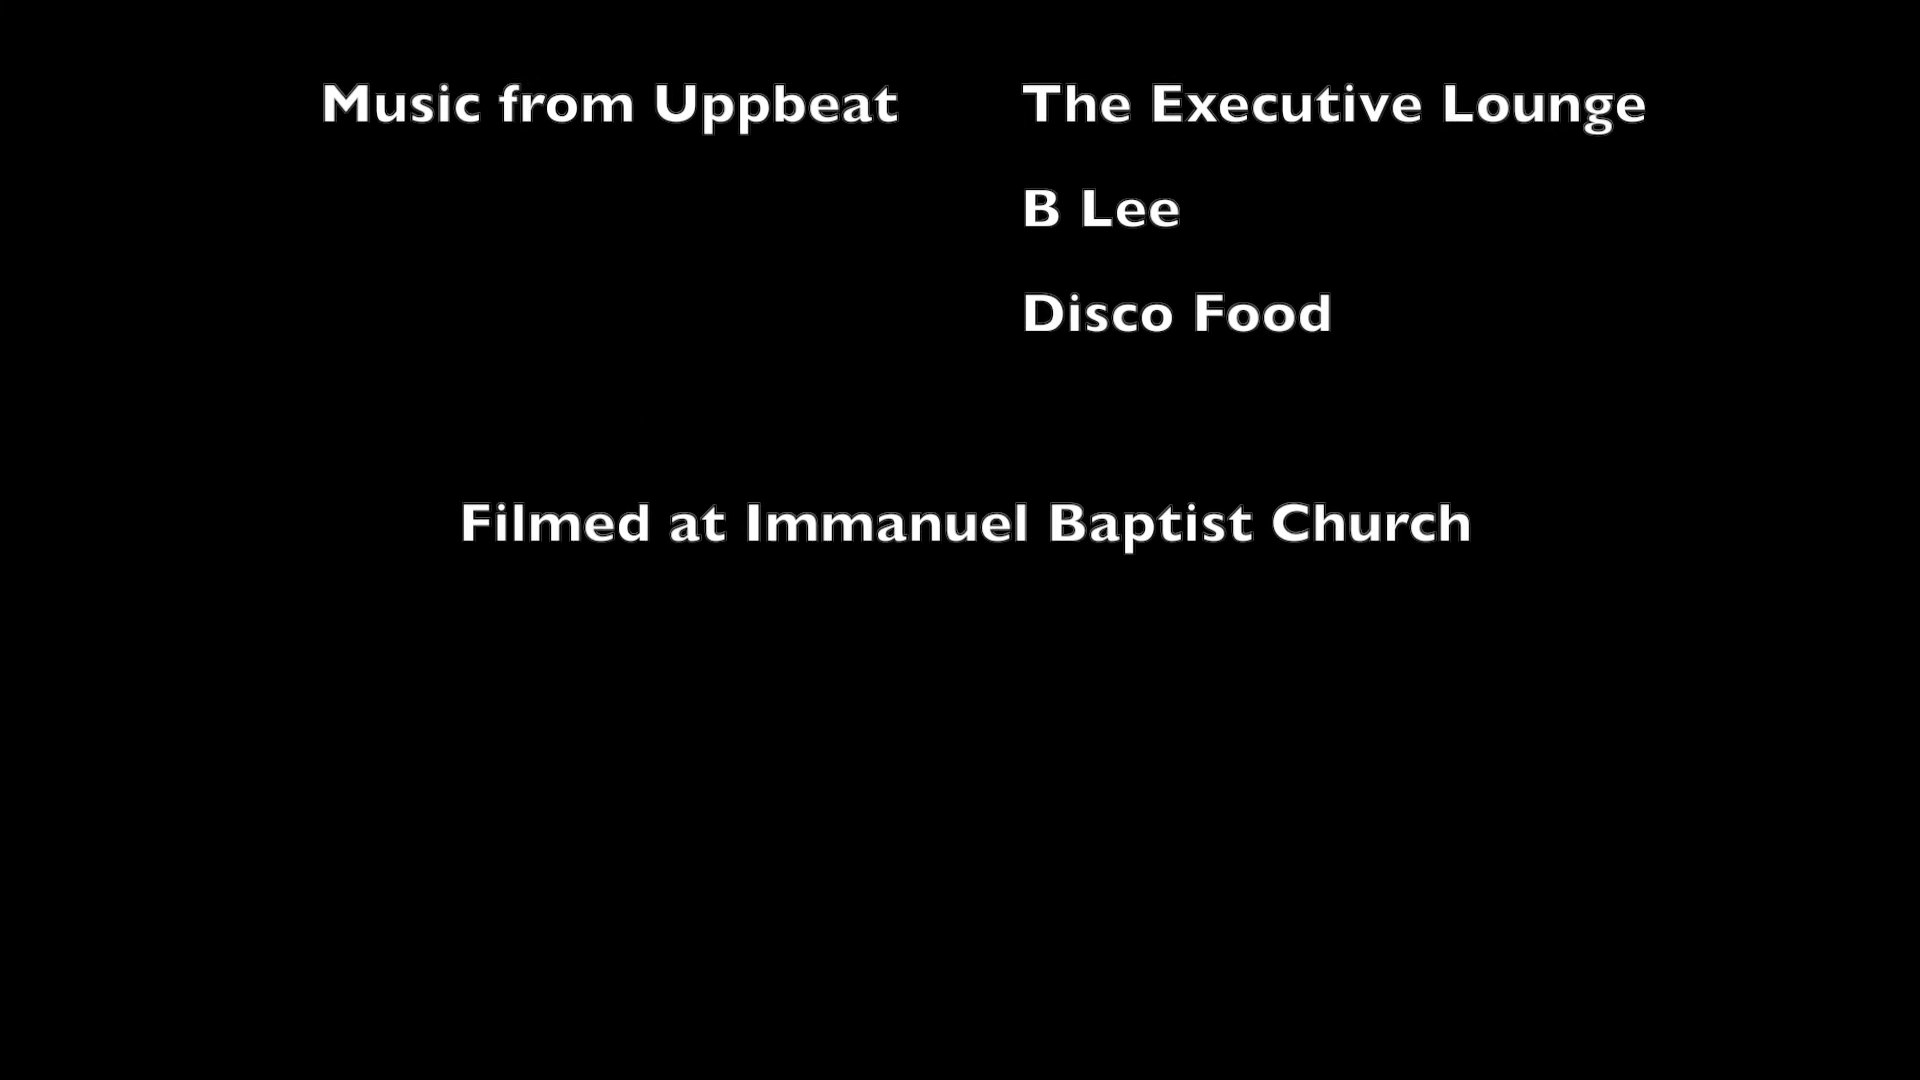 Music from Uppbeat The Executive Lounge
B Lee
Disco Food
Filmed at Immanuel Baptist Church